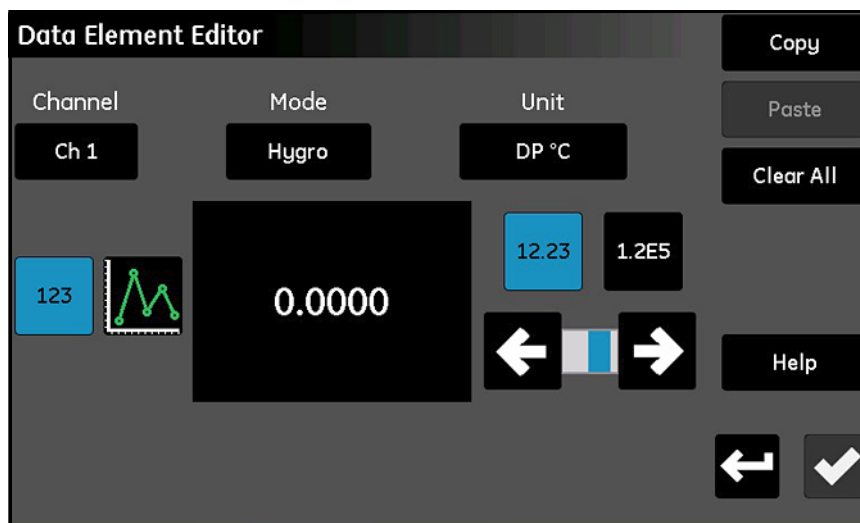 Data Element Editor
Copy
Channel
Mode
Unit
Paste
Ch 1
Hygro
DP °C
Clear All
12.23
1.2E5
123
0.0000
Help